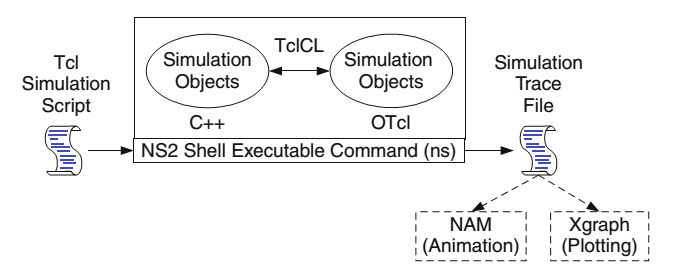 Tcl
Simulation
Script
TclCL
Simulation
Objects
Simulation
Objects
C++
OTcl
NS2 Shell Executable Command (ns)
Simulation
Trace
File
NAM
(Animation)
Xgraph
(Plotting)